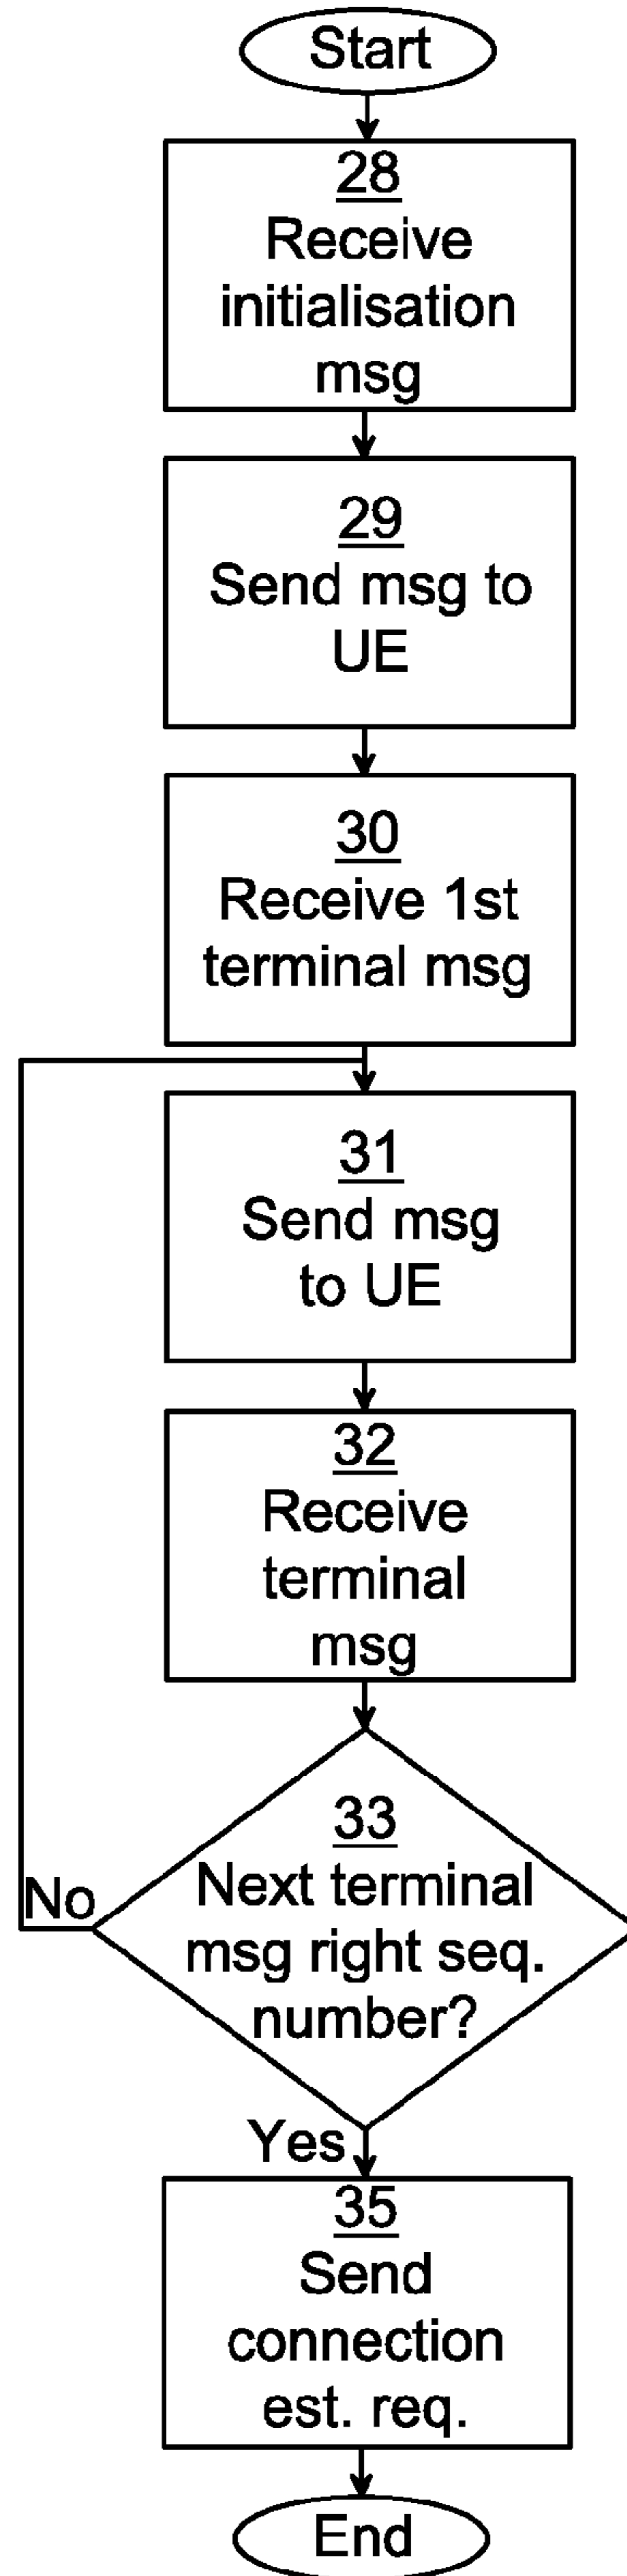 Start
28
Receive
initialisation
msg
29
Send msg to
UE
30
Receive 1st
terminal msg
31
Send msg
to UE
32
Receive
terminal
msg
33
Next terminal
msg right seq.
number?
No
Yes
35
Send
connection
est. req.
End